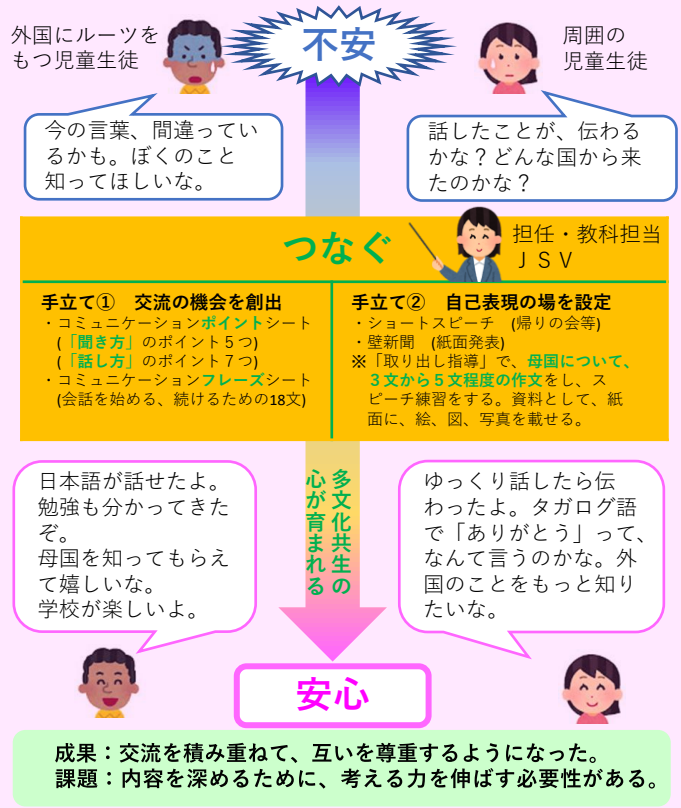 外国にルーツを
もつ児童生徒
不安
周囲の
児童生徒
今の言葉、間違ってい
るかも。ぼくのこと
知ってほしいな。
話したことが、伝わる
かな？どんな国から来
たのかな？
つなぐ
担任・教科担当
ＪＳＶ
手立て①　交流の機会を創出
・コミュニケーションポイントシート
(「聞き方」のポイント５つ)
(「話し方」のポイント７つ)
・コミュニケーションフレーズシート
(会話を始める、続けるための18文)
手立て②　自己表現の場を設定
・ショートスピーチ　(帰りの会等)
・壁新聞　(紙面発表)
※「取り出し指導」で、母国について、
３文から５文程度の作文をし、ス
ピーチ練習をする。資料として、紙
面に、絵、図、写真を載せる。
多文化共生の
心が育まれる
日本語が話せたよ。
勉強も分かってきた
ぞ。
母国を知ってもらえ
て嬉しいな。
学校が楽しいよ。
ゆっくり話したら伝
わったよ。タガログ語
で「ありがとう」って、
なんて言うのかな。外
国のことをもっと知り
たいな。
安心
成果：交流を積み重ねて、互いを尊重するようになった。
課題：内容を深めるために、考える力を伸ばす必要性がある。